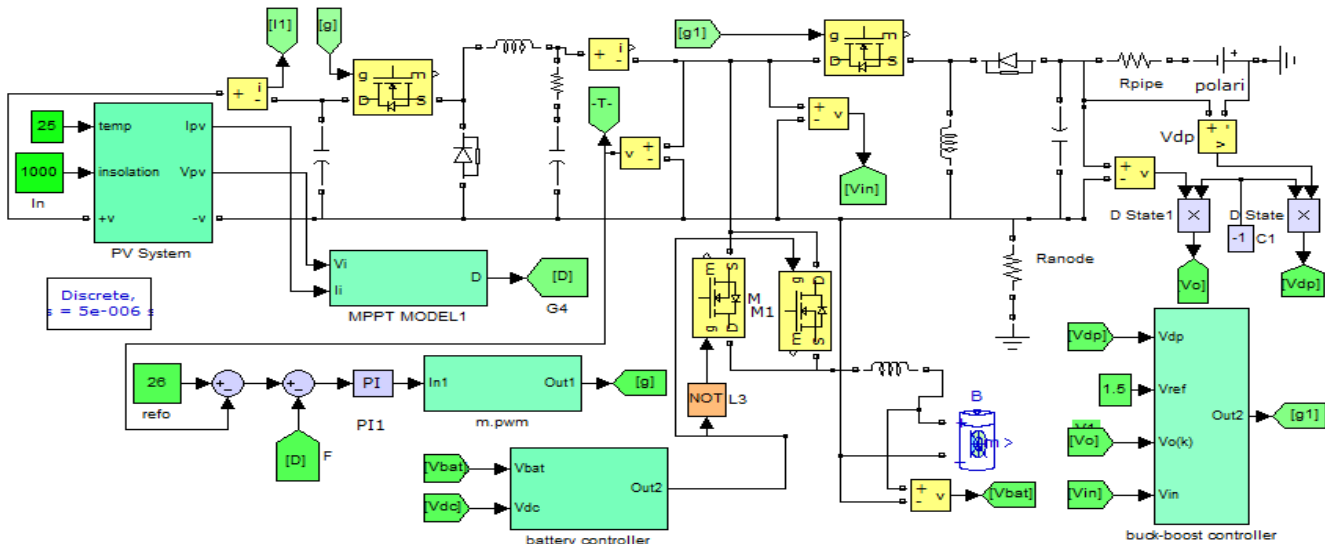 [I1]
[g]
[g1]
i
+
-
g
m
D
S
+
i
-
g
m
D
S
Rpipe
+
polari
25
temp
Ipv
-T-
v
+
-
+
-
v
Vdp
+
-
v
1000
insolation
Vpv
In
[Vin]
+
-
v
+v
-v
D State1
×
D State
×
-1
C1
PV System
Vi
Ii
D
[D]
G4
MPPT MODEL1
Ranode
[Vo]
[Vdp]
Discrete,
s = 5e-006 s
m
S
g
D
M
M1
g
D
m
S
[Vdp]
Vdp
26
refo
+
-
+
-
PI
PI1
In1
Out1
[g]
m.pwm
NOT
L3
B
+
m >
+
1.5
Vref
Out2
[g1]
[D]
F
[Vo]
Vo(k)
[Vbat]
Vbat
Out2
[Vdc]
Vdc
+
-
v
[Vbat]
[Vin]
Vin
battery controller
buck-boost controller